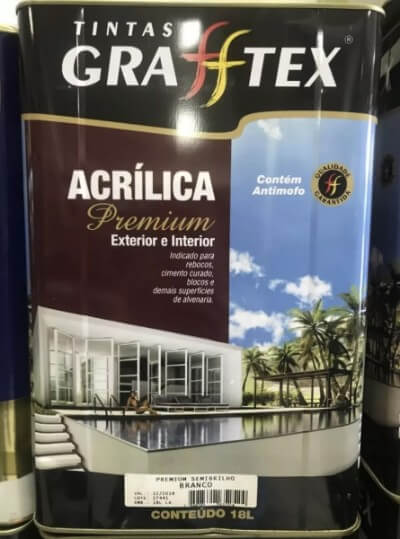 TINTAS
GRAFFTEX
®
ACRÍLICA
Premium
Exterior e Interior
Indicado para
rebocos,
cimento curado,
blocos e
demais superfícies
de alvenaria.
Contém
Antimofo
QUALIDADE
GARANTIDA
PREMIUM SEMIBRILHO
BRANCO
CONTEÚDO 18L